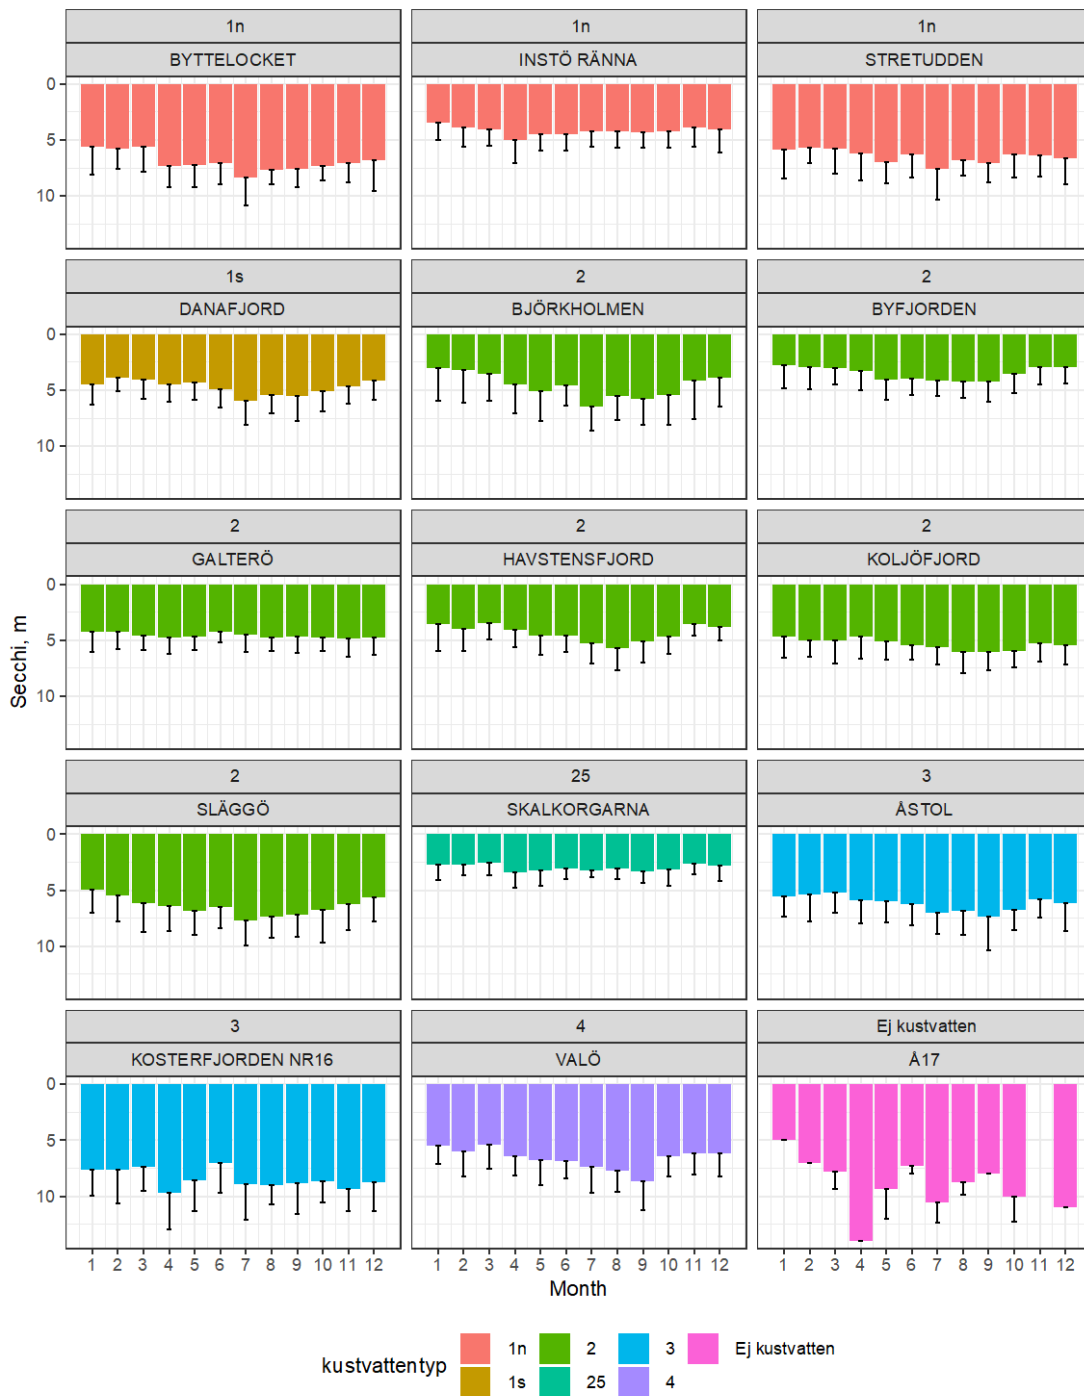 1n 1n 1n
BYTTELOCKET INSTÖ RÄNNA STRETUDDEN
0
5
10
1s 2 2
DANAFJORD BJÖRKHOLMEN BYFJORDEN
0
5
10
2 2 2
GALTERÖ HAVSTENSFJORD KOLJÖFJORD
0
5
10
Secchi, m
2 25 3
SLÄGGÖ SKALKORGARNA ÅSTOL
0
5
10
3 4 Ej kustvatten
KOSTERFJORDEN NR16 VALÖ Å17
0
5
10
1 2 3 4 5 6 7 8 9 10 11 12 1 2 3 4 5 6 7 8 9 10 11 12 1 2 3 4 5 6 7 8 9 10 11 12
Month
kustvattentyp
1n 2 3 Ej kustvatten
1s 25 4